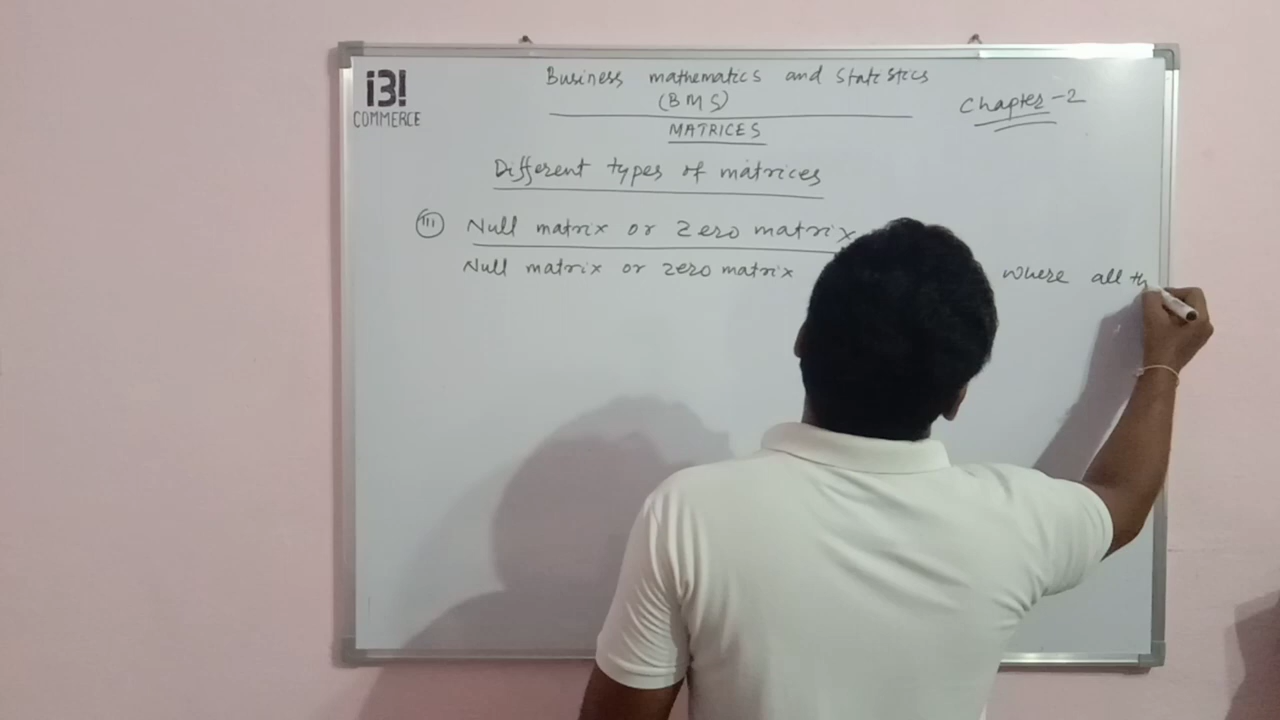 i3!
COMMERCE
Business mathematics and statistics
(BMS)
Chapter-2
MATRICES
Different types of matrices
(III) Null matrix or Zero matrix
Null matrix or zero matrix where all th